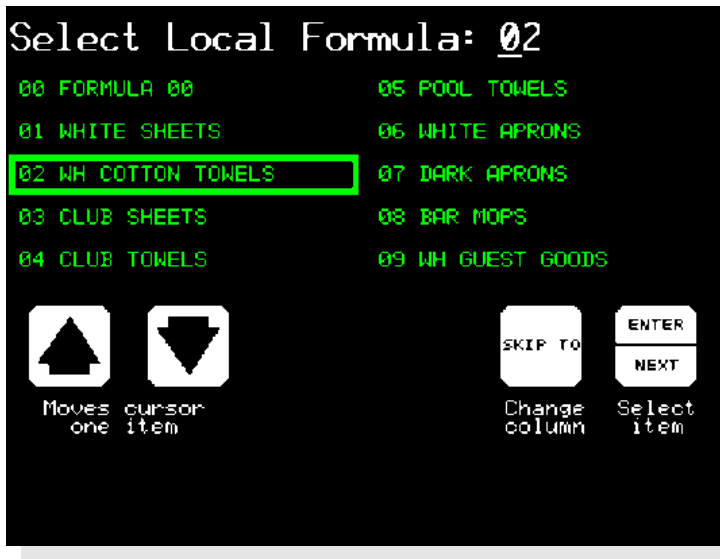 Select Local Formula: 02
00 FORMULA 00
01 WHITE SHEETS
02 WH COTTON TOWELS
03 CLUB SHEETS
04 CLUB TOWELS
05 POOL TOWELS
06 WHITE APRONS
07 DARK APRONS
08 BAR MOPS
09 WH GUEST GOODS
Moves cursor
one item
SKIP TO
Change
column
ENTER
NEXT
Select
item